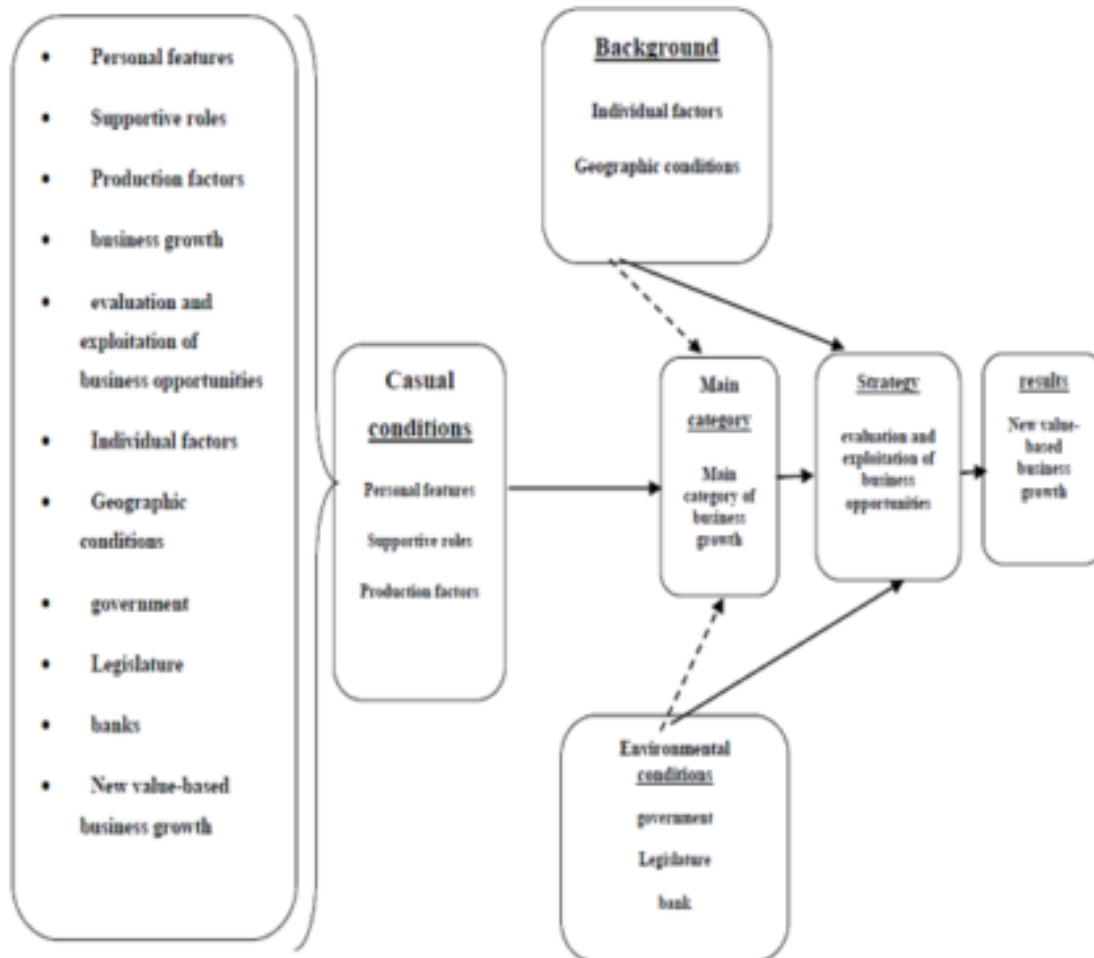 • Personal features
• Supportive roles
• Production factors
• business growth
• evaluation and
exploitation of
business opportunities
• Individual factors
• Geographic
conditions
• government
• Legislature
• banks
• New value-based
business growth
Casual
conditions
Personal features
Supportive roles
Production factors
Background
Individual factors
Geographic conditions
Main
category
Main
category of
business
growth
Strategy
evaluation and
exploitation of
business
opportunities
results
New value-
based
business
growth
Environmental
conditions
government
Legislature
bank